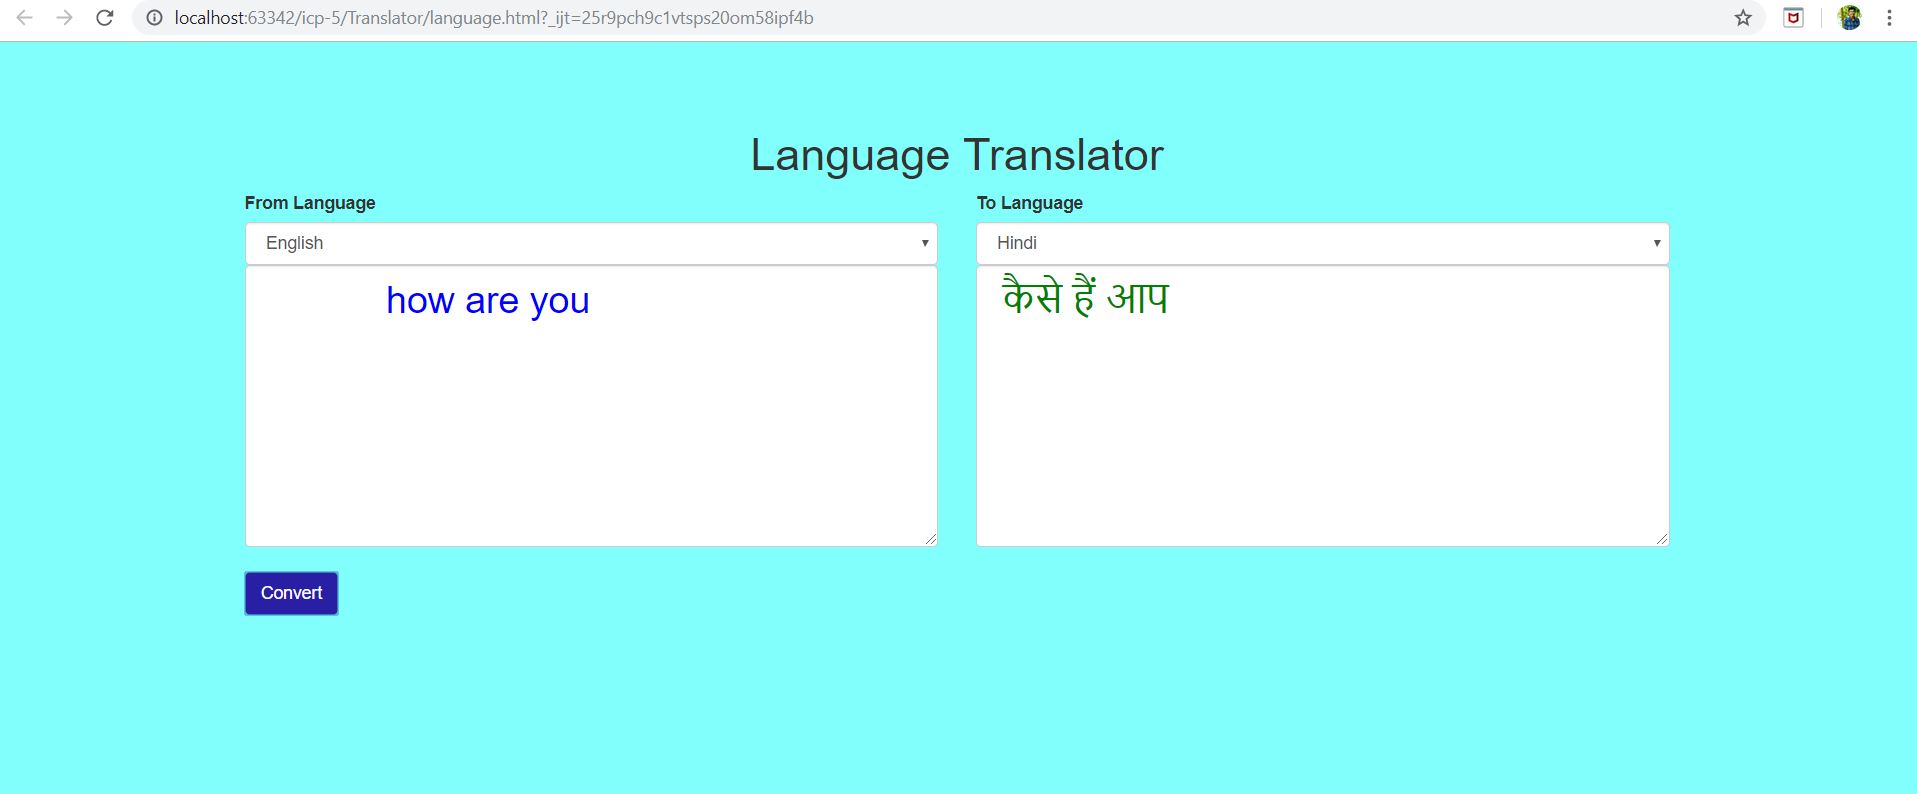 localhost:63342/icp-5/Translator/language.html?_ijt=25r9pch9c1vtsps20om58ipf4b
Language Translator
From Language
To Language
English
Hindi
how are you
कैसे हैं आप
Convert